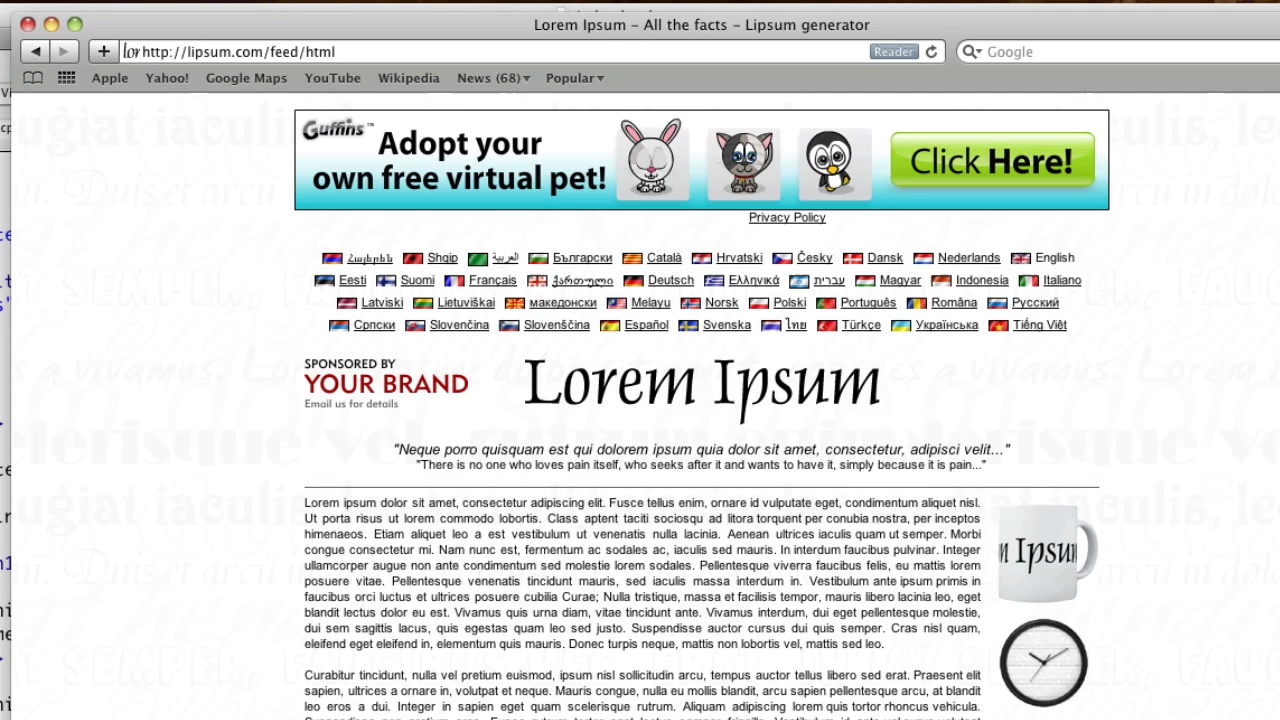 Lorem Ipsum – All the facts – Lipsum generator
http://lipsum.com/feed/html Reader Google
Apple Yahoo! Google Maps YouTube Wikipedia News (68) Popular
Guffins™
Adopt your
own free virtual pet!
Click Here!
Privacy Policy
Հայերեն Shqip العربية Български Català Hrvatski Česky Dansk Nederlands English
Eesti Suomi Français ქართული Deutsch Ελληνικά עברית Magyar Indonesia Italiano
Latviski Lietuviškai македонски Melayu Norsk Polski Português Româna Русский
Српски Slovenčina Slovenščina Español Svenska ไทย Türkçe Українська Tiếng Việt
SPONSORED BY
YOUR BRAND
Email us for details
Lorem Ipsum
"Neque porro quisquam est qui dolorem ipsum quia dolor sit amet, consectetur, adipisci velit..."
"There is no one who loves pain itself, who seeks after it and wants to have it, simply because it is pain..."
Lorem ipsum dolor sit amet, consectetur adipiscing elit. Fusce tellus enim, ornare id vulputate eget, condimentum aliquet nisl.
Ut porta risus ut lorem commodo lobortis. Class aptent taciti sociosqu ad litora torquent per conubia nostra, per inceptos
himenaeos. Etiam aliquet leo a est vestibulum ut venenatis nulla lacinia. Aenean ultrices iaculis quam ut semper. Morbi
congue consectetur mi. Nam nunc est, fermentum ac sodales ac, iaculis sed mauris. In interdum faucibus pulvinar. Integer
ullamcorper augue non ante condimentum sed molestie lorem sodales. Pellentesque viverra faucibus felis, eu mattis lorem
posuere vitae. Pellentesque venenatis tincidunt mauris, sed iaculis massa interdum in. Vestibulum ante ipsum primis in
faucibus orci luctus et ultrices posuere cubilia Curae; Nulla tristique, massa et facilisis tempor, mauris libero lacinia leo, eget
blandit lectus dolor eu est. Vivamus quis urna diam, vitae tincidunt ante. Vivamus interdum, dui eget pellentesque molestie,
dui sem sagittis lacus, quis egestas quam leo sed justo. Suspendisse auctor cursus dui quis semper. Cras nisl quam,
eleifend eget eleifend in, elementum quis mauris. Donec turpis neque, mattis non lobortis vel, mattis sed leo.
Ipsum
Curabitur tincidunt, nulla vel pretium euismod, ipsum nisl sollicitudin arcu, tempus auctor tellus libero sed erat. Praesent elit
sapien, ultrices a ornare in, volutpat et neque. Mauris congue, nulla eu mollis blandit, arcu sapien pellentesque arcu, at blandit
leo eros a dui. Integer in sapien eget quam scelerisque rutrum. Aliquam adipiscing lorem quis tortor rhoncus vehicula.